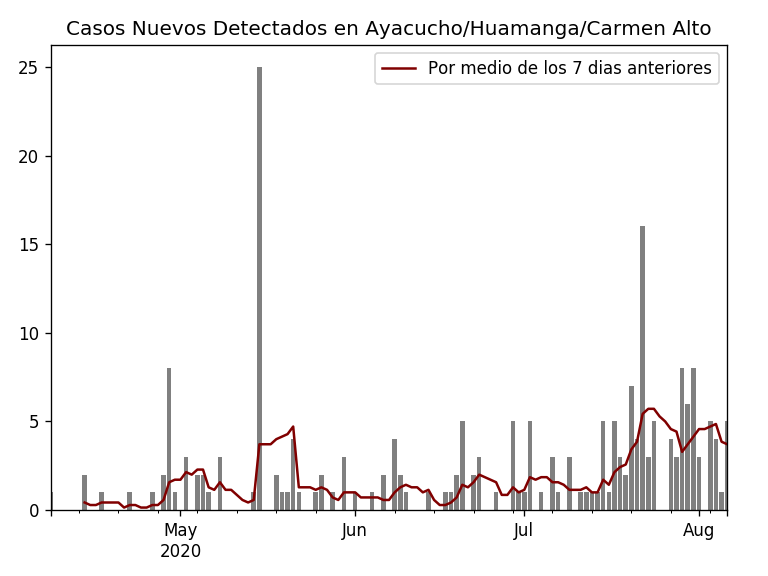 Casos Nuevos Detectados en Ayacucho/Huamanga/Carmen Alto
Por medio de los 7 dias anteriores
25
20
15
10
5
0
May Jun Jul Aug
2020